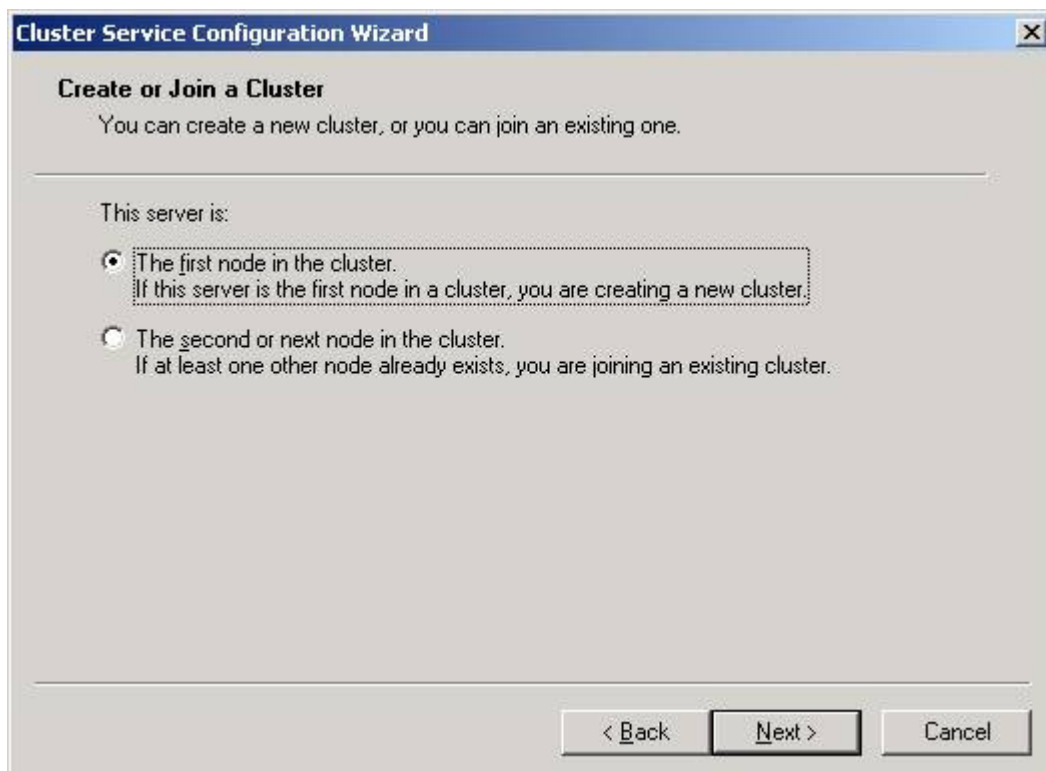 Cluster Service Configuration Wizard
Create or Join a Cluster
You can create a new cluster, or you can join an existing one.
This server is:
The first node in the cluster.
If this server is the first node in a cluster, you are creating a new cluster.
The second or next node in the cluster.
If at least one other node already exists, you are joining an existing cluster.
< Back Next > Cancel